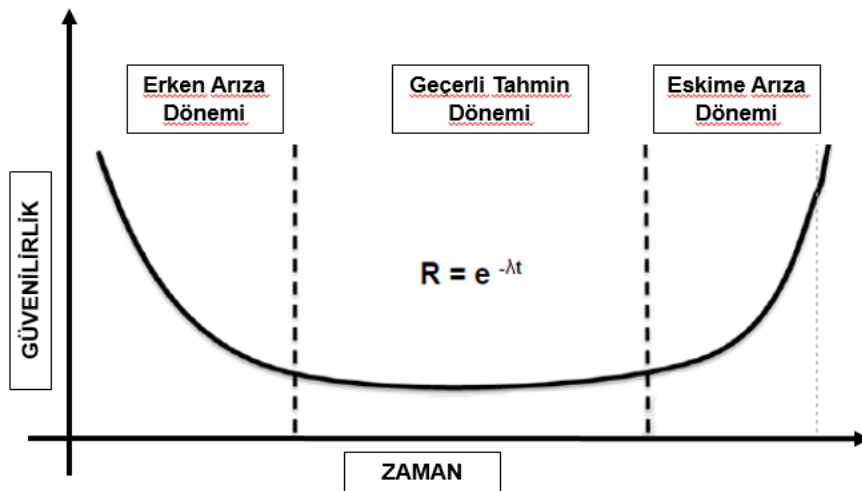 Erken Arıza
Dönemi
Geçerli Tahmin
Dönemi
Eskime Arıza
Dönemi
GÜVENİLİRLİK
R = e -λt
ZAMAN